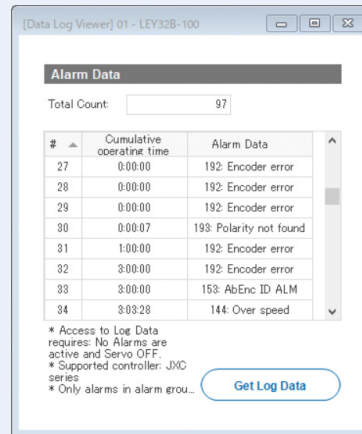 [Data Log Viewer] 01 - LEY32B-100
Alarm Data
Total Count: 97
# Cumulative operating time Alarm Data
27 0:00:00 192: Encoder error
28 0:00:00 192: Encoder error
29 0:00:00 192: Encoder error
30 0:00:07 193: Polarity not found
31 1:00:00 192: Encoder error
32 3:00:00 192: Encoder error
33 3:00:00 153: AbEnc ID ALM
34 3:03:28 144: Over speed
* Access to Log Data
requires: No Alarms are
active and Servo OFF.
* Supported controller: JXC
series
* Only alarms in alarm grou...
Get Log Data